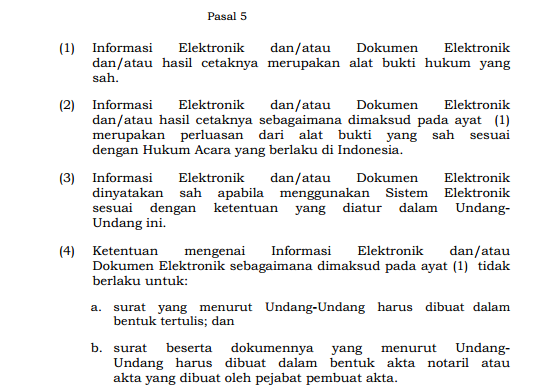 Pasal 5
(1) Informasi Elektronik dan/atau Dokumen Elektronik
dan/atau hasil cetaknya merupakan alat bukti hukum yang
sah.
(2) Informasi Elektronik dan/atau Dokumen Elektronik
dan/atau hasil cetaknya sebagaimana dimaksud pada ayat (1)
merupakan perluasan dari alat bukti yang sah sesuai
dengan Hukum Acara yang berlaku di Indonesia.
(3) Informasi Elektronik dan/atau Dokumen Elektronik
dinyatakan sah apabila menggunakan Sistem Elektronik
sesuai dengan ketentuan yang diatur dalam Undang-
Undang ini.
(4) Ketentuan mengenai Informasi Elektronik dan/atau
Dokumen Elektronik sebagaimana dimaksud pada ayat (1) tidak
berlaku untuk:
a. surat yang menurut Undang-Undang harus dibuat dalam
bentuk tertulis; dan
b. surat beserta dokumennya yang menurut Undang-
Undang harus dibuat dalam bentuk akta notaril atau
akta yang dibuat oleh pejabat pembuat akta.